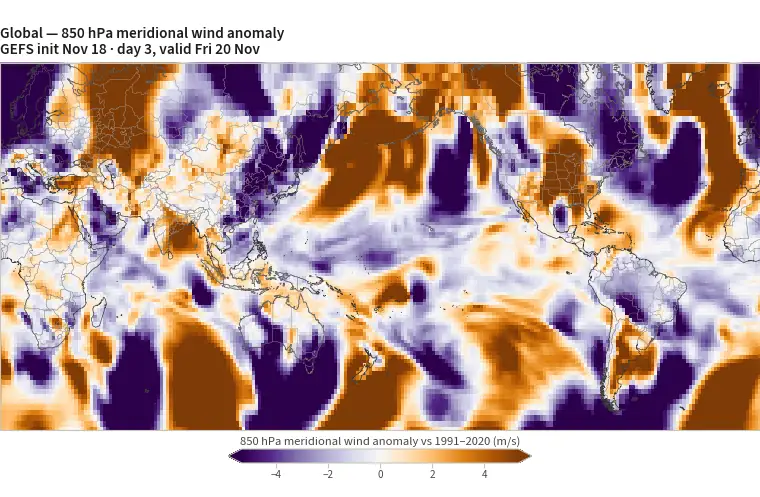 Global — 850 hPa meridional wind anomaly
GEFS init Nov 18 · day 3, valid Fri 20 Nov
850 hPa meridional wind anomaly vs 1991–2020 (m/s)
−4 −2 0 2 4